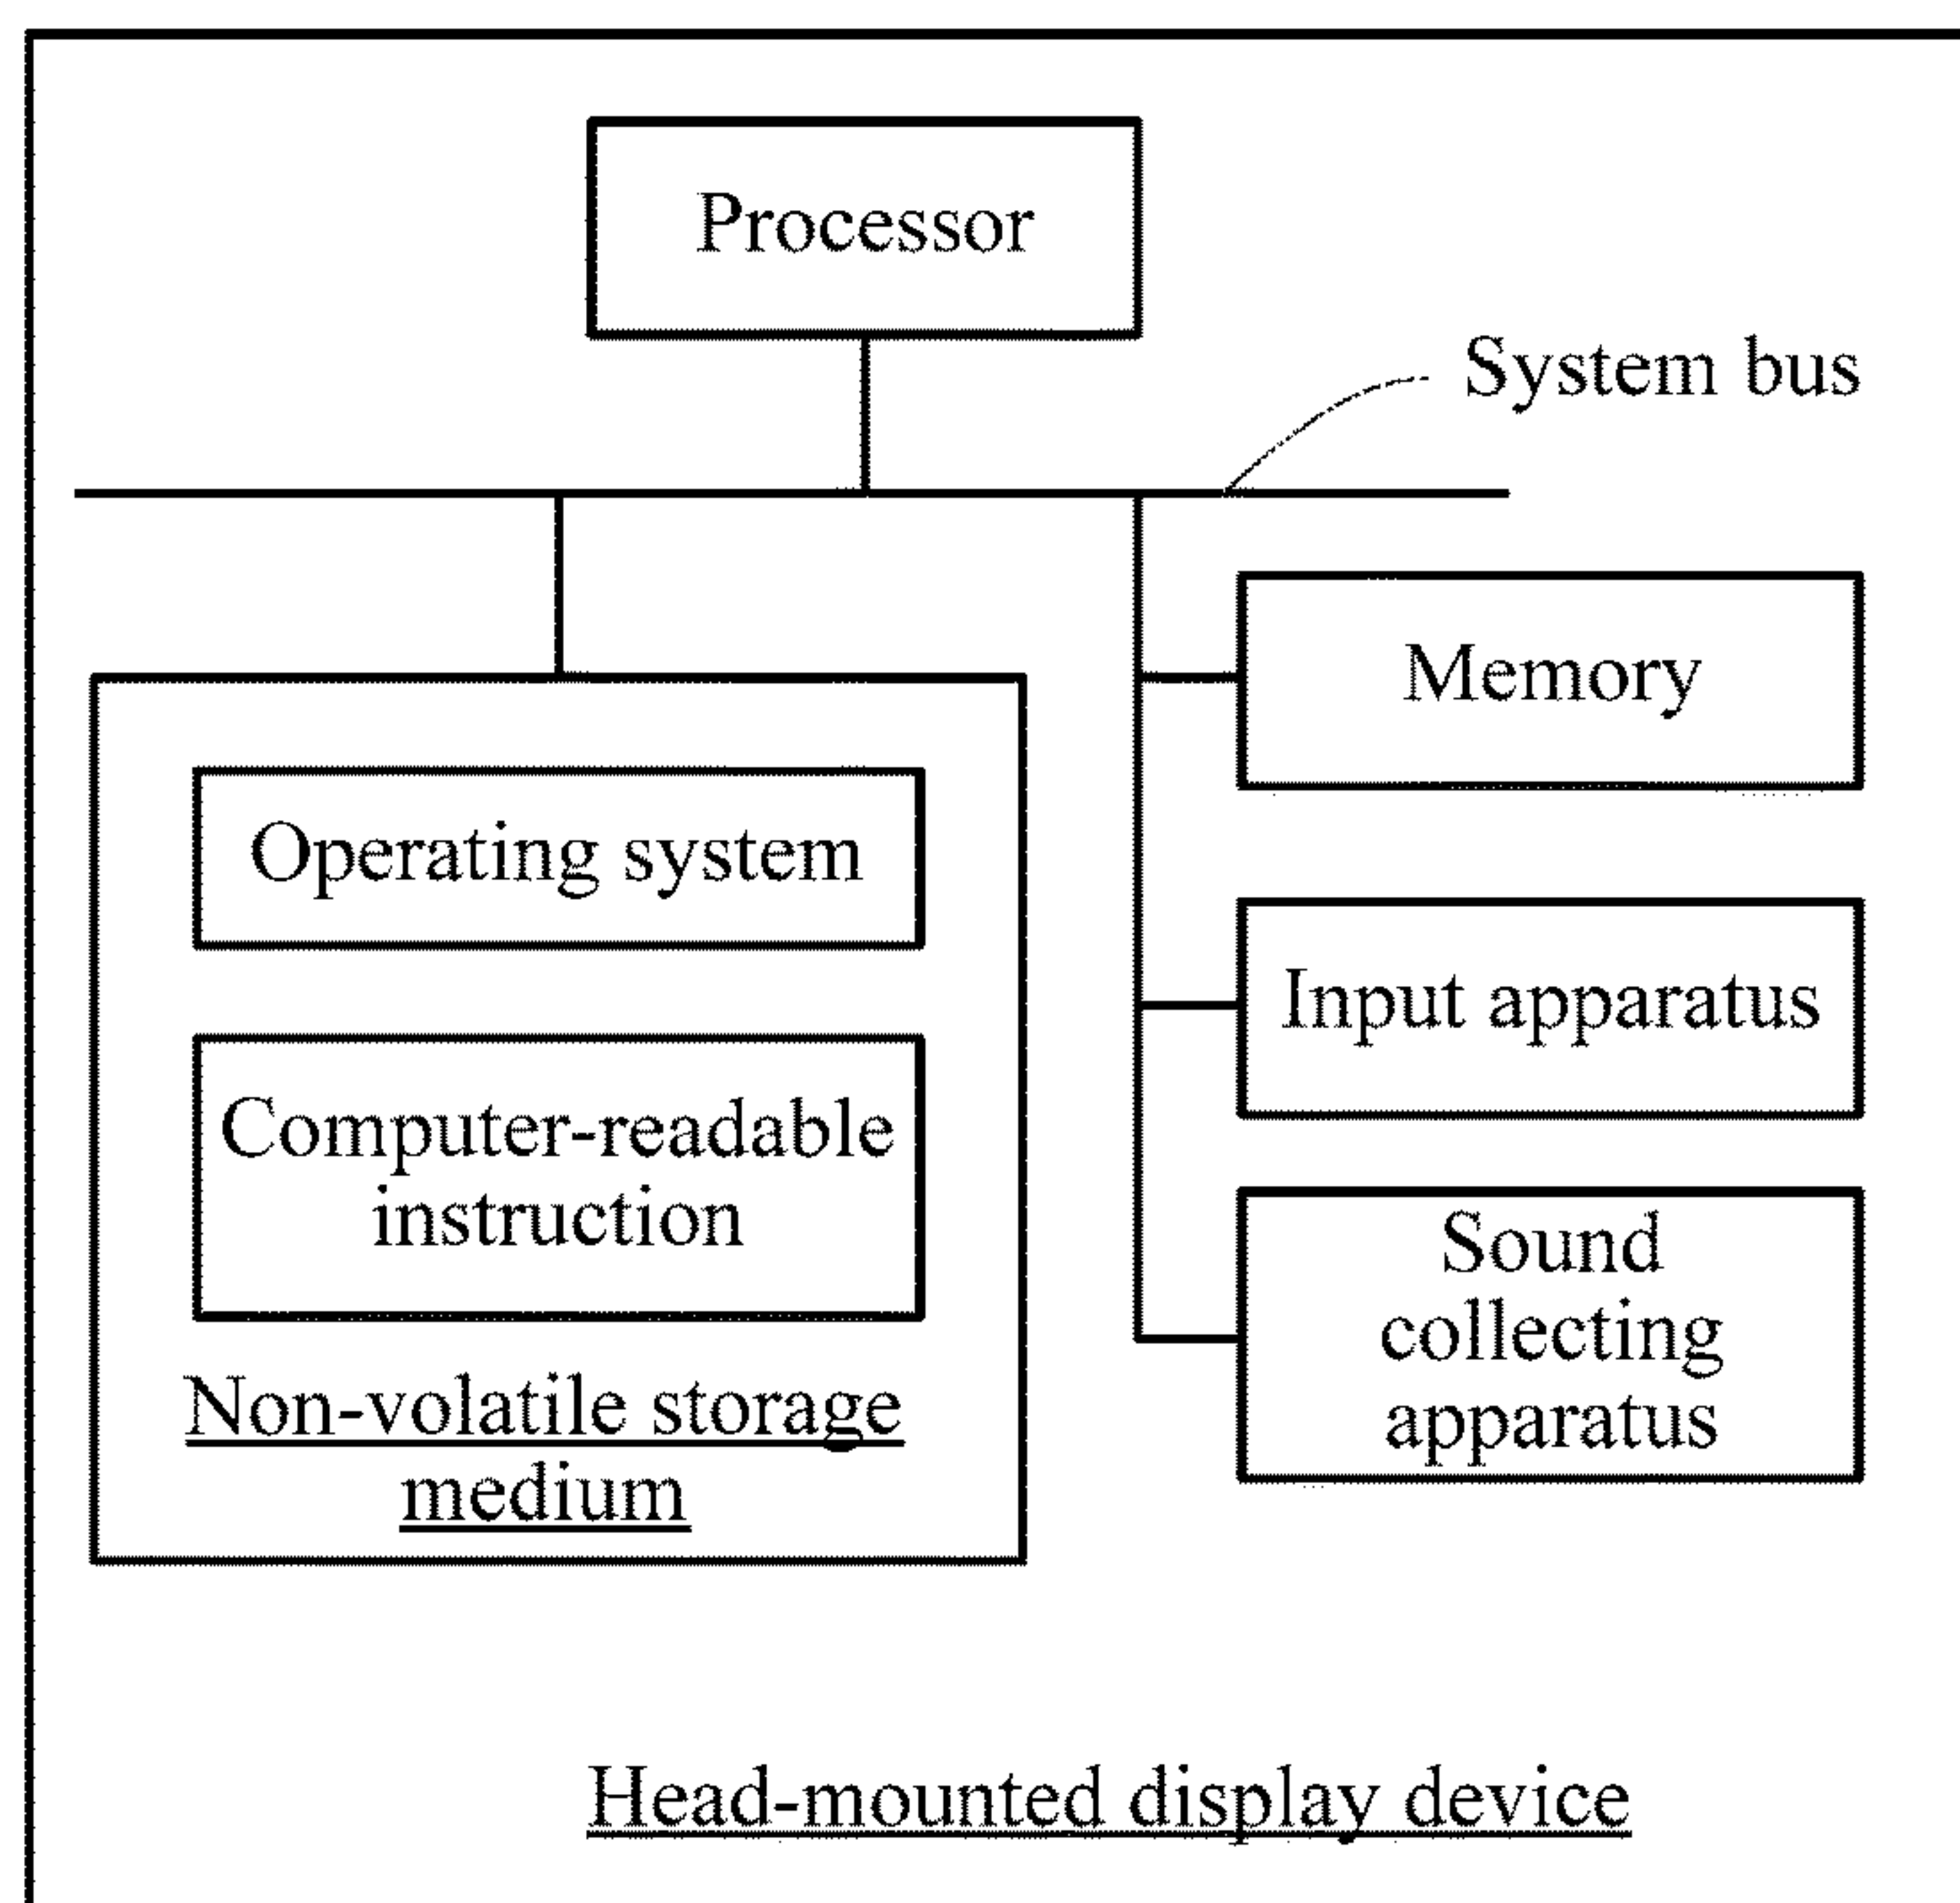 Processor
System bus
Memory
Operating system
Input apparatus
Computer-readable
instruction
Sound
collecting
apparatus
Non-volatile storage
medium
Head-mounted display device